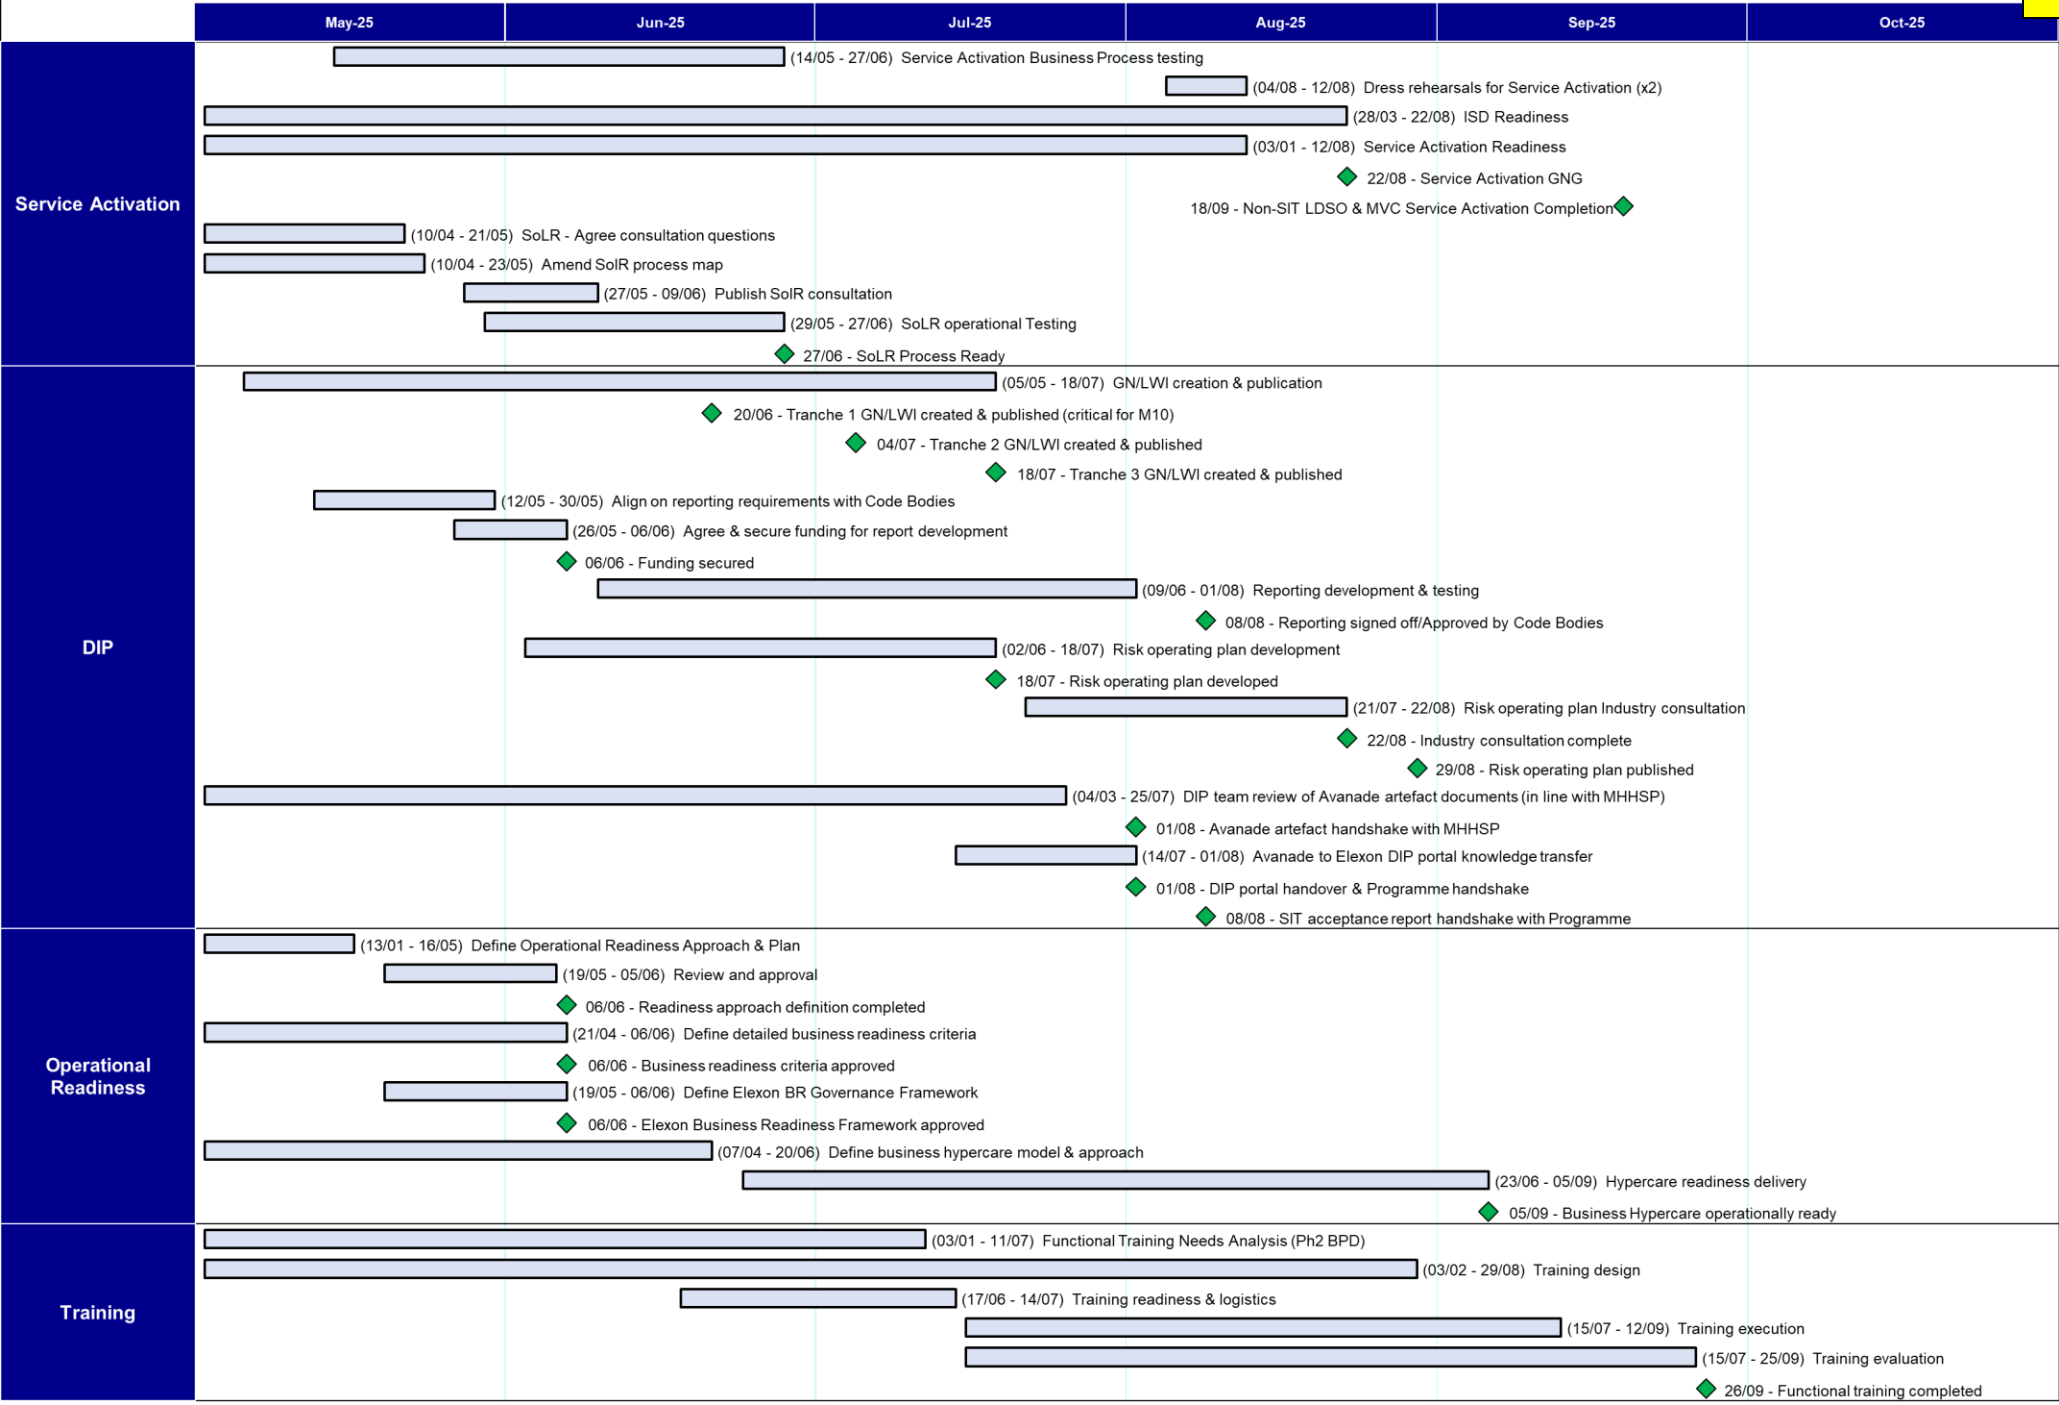 May-25
Jun-25
Jul-25
Aug-25
Sep-25
Oct-25
Service Activation
(14/05 - 27/06) Service Activation Business Process testing
(04/08 - 12/08) Dress rehearsals for Service Activation (x2)
(28/03 - 22/08) ISD Readiness
(03/01 - 12/08) Service Activation Readiness
22/08 - Service Activation GNG
18/09 - Non-SIT LDSO & MVC Service Activation Completion
(10/04 - 21/05) SoLR - Agree consultation questions
(10/04 - 23/05) Amend SolR process map
(27/05 - 09/06) Publish SolR consultation
(29/05 - 27/06) SoLR operational Testing
27/06 - SoLR Process Ready
DIP
(05/05 - 18/07) GN/LWI creation & publication
20/06 - Tranche 1 GN/LWI created & published (critical for M10)
04/07 - Tranche 2 GN/LWI created & published
18/07 - Tranche 3 GN/LWI created & published
(12/05 - 30/05) Align on reporting requirements with Code Bodies
(26/05 - 06/06) Agree & secure funding for report development
06/06 - Funding secured
(09/06 - 01/08) Reporting development & testing
08/08 - Reporting signed off/Approved by Code Bodies
(02/06 - 18/07) Risk operating plan development
18/07 - Risk operating plan developed
(21/07 - 22/08) Risk operating plan Industry consultation
22/08 - Industry consultation complete
29/08 - Risk operating plan published
(04/03 - 25/07) DIP team review of Avanade artefact documents (in line with MHHSP)
01/08 - Avanade artefact handshake with MHHSP
(14/07 - 01/08) Avanade to Elexon DIP portal knowledge transfer
01/08 - DIP portal handover & Programme handshake
08/08 - SIT acceptance report handshake with Programme
Operational
Readiness
(13/01 - 16/05) Define Operational Readiness Approach & Plan
(19/05 - 05/06) Review and approval
06/06 - Readiness approach definition completed
(21/04 - 06/06) Define detailed business readiness criteria
06/06 - Business readiness criteria approved
(19/05 - 06/06) Define Elexon BR Governance Framework
06/06 - Elexon Business Readiness Framework approved
(07/04 - 20/06) Define business hypercare model & approach
(23/06 - 05/09) Hypercare readiness delivery
05/09 - Business Hypercare operationally ready
Training
(03/01 - 11/07) Functional Training Needs Analysis (Ph2 BPD)
(03/02 - 29/08) Training design
(17/06 - 14/07) Training readiness & logistics
(15/07 - 12/09) Training execution
(15/07 - 25/09) Training evaluation
26/09 - Functional training completed